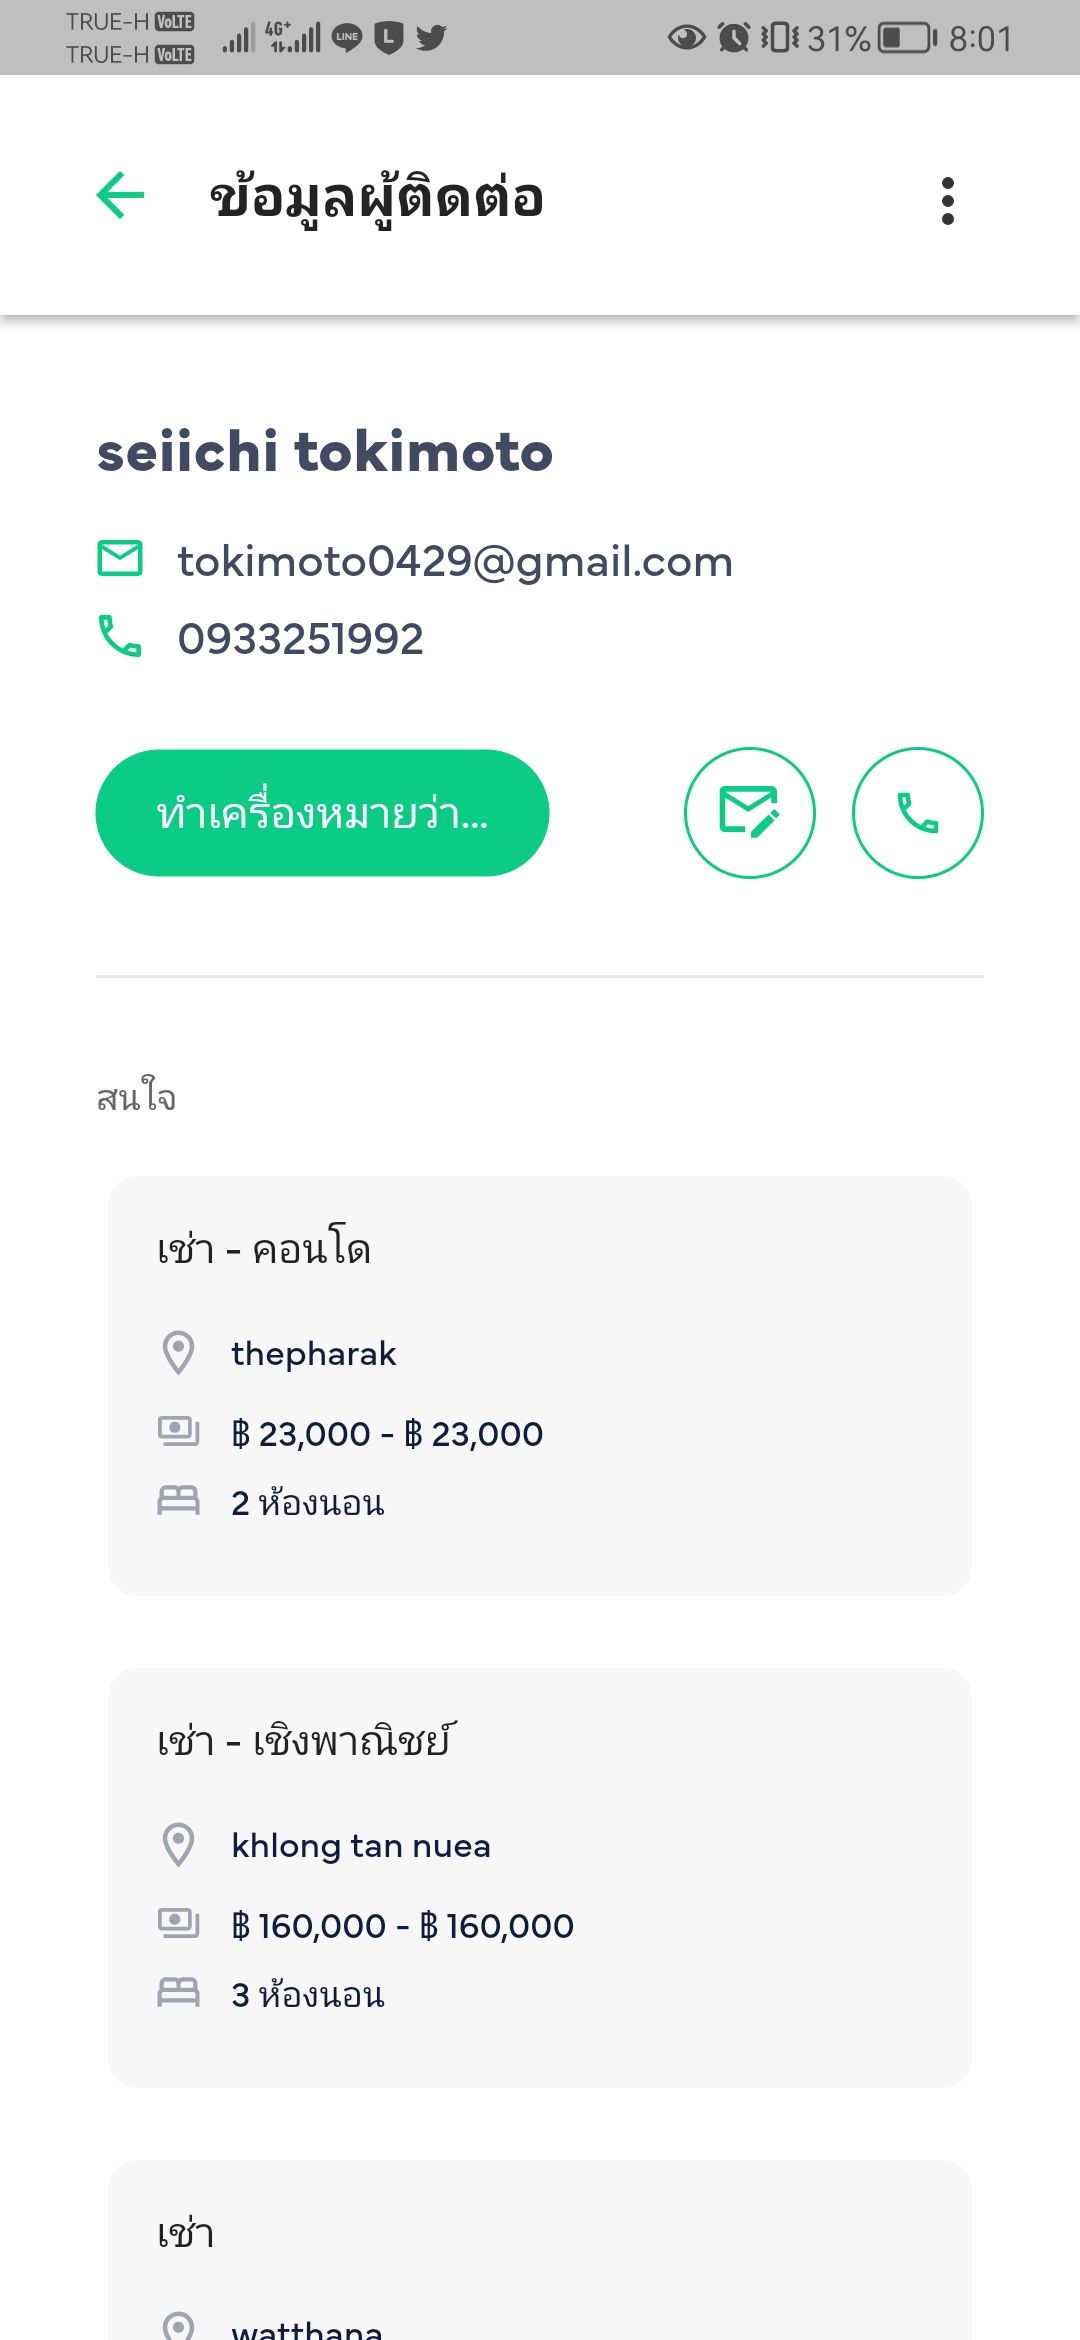 TRUE-H VoLTE
TRUE-H VoLTE 4G+ LINE L 31% 8:01
ข้อมูลผู้ติดต่อ
seiichi tokimoto
tokimoto0429@gmail.com
0933251992
ทำเครื่องหมายว่า...
สนใจ
เช่า - คอนโด
thepharak
฿ 23,000 - ฿ 23,000
2 ห้องนอน
เช่า - เชิงพาณิชย์
khlong tan nuea
฿ 160,000 - ฿ 160,000
3 ห้องนอน
เช่า
watthana